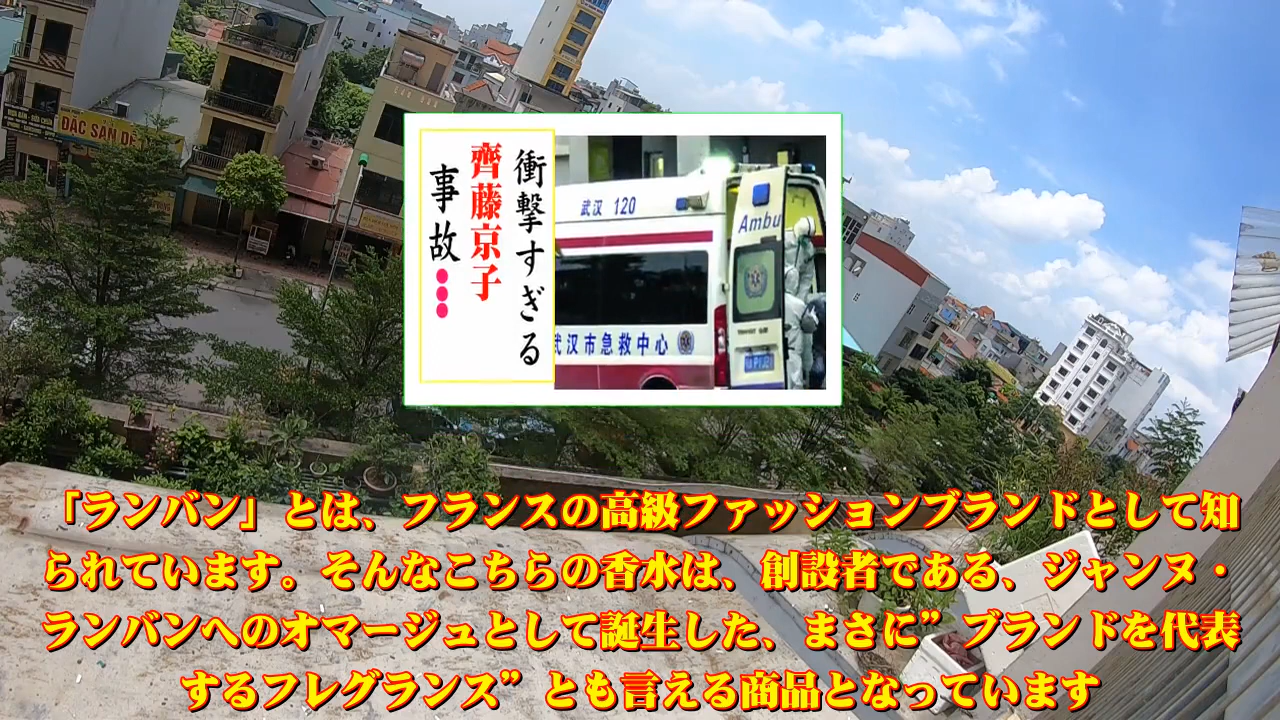 ĐẶC SẢN DÊ
衝撃すぎる
齊藤京子
事故●●●
武汉 120
Ambu
武汉市急救中心
「ランバン」とは、フランスの高級ファッションブランドとして知
られています。そんなこちらの香水は、創設者である、ジャンヌ・
ランバンへのオマージュとして誕生した、まさに”ブランドを代表
するフレグランス”とも言える商品となっています